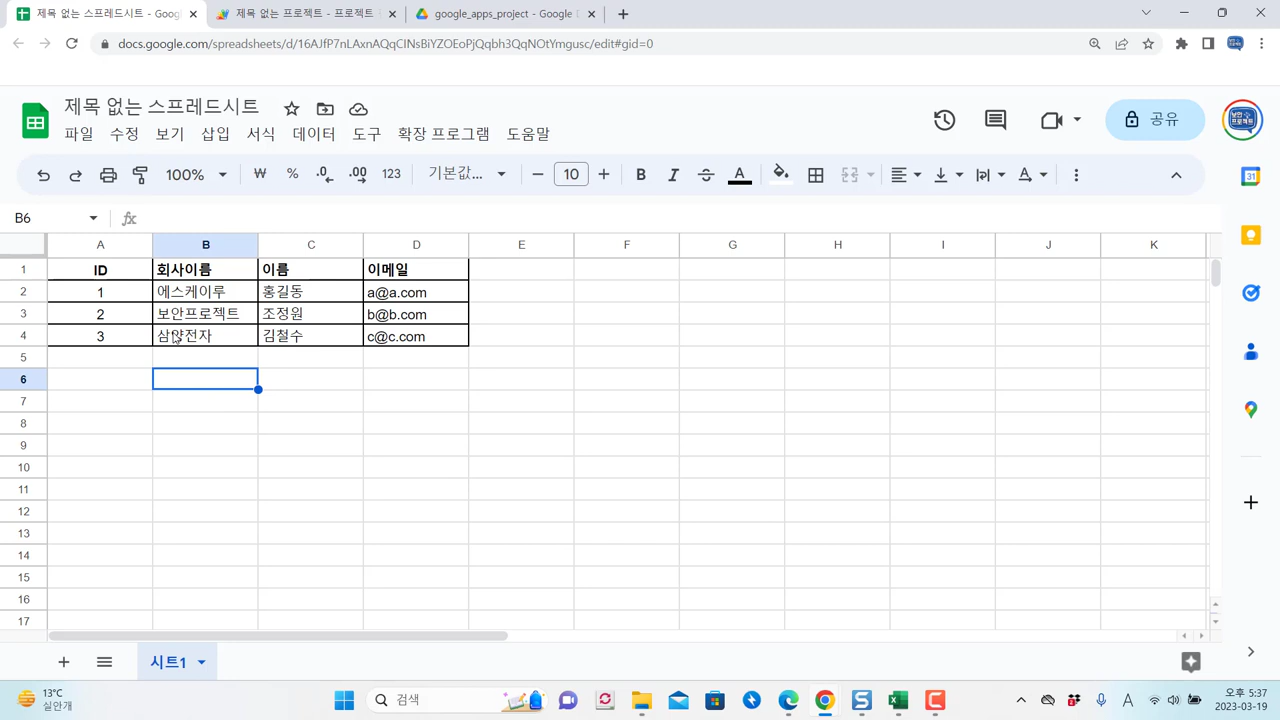 제목 없는 스프레드시트 - Goog
제목 없는 프로젝트 - 프로젝트
google_apps_project - Google
docs.google.com/spreadsheets/d/16AJfP7nLAxnAQqCINsBiYZOEoPjQqbh3QtNOtYmgusc/edit#gid=0
제목 없는 스프레드시트
파일 수정 보기 삽입 서식 데이터 도구 확장 프로그램 도움말
공유
100% ₩ % .0 .00 123 기본값... 10 B I S A
B6 fx
A B C D E F G H I J K
1 ID 회사이름 이름 이메일
2 1 에스케이루 홍길동 a@a.com
3 2 보안프로젝트 조정원 b@b.com
4 3 삼얀전자 김철수 c@c.com
5
6
7
8
9
10
11
12
13
14
15
16
17
시트1
13°C
실안개
검색
A
오후 5:37
2023-03-19